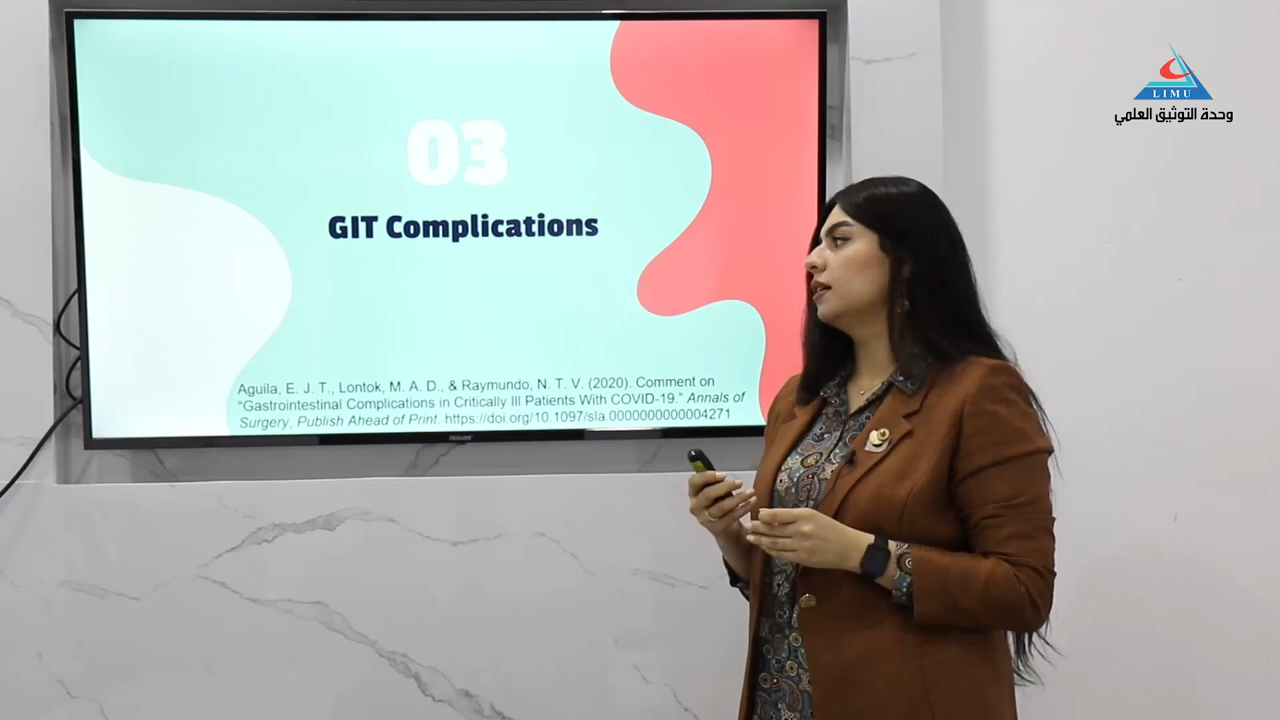 03
GIT Complications
Aguila, E. J. T., Lontok, M. A. D., & Raymundo, N. T. V. (2020). Comment on
“Gastrointestinal Complications in Critically Ill Patients With COVID-19.” Annals of
Surgery, Publish Ahead of Print. https://doi.org/10.1097/sla.0000000000004271
LIMU
وحدة التوثيق العلمي